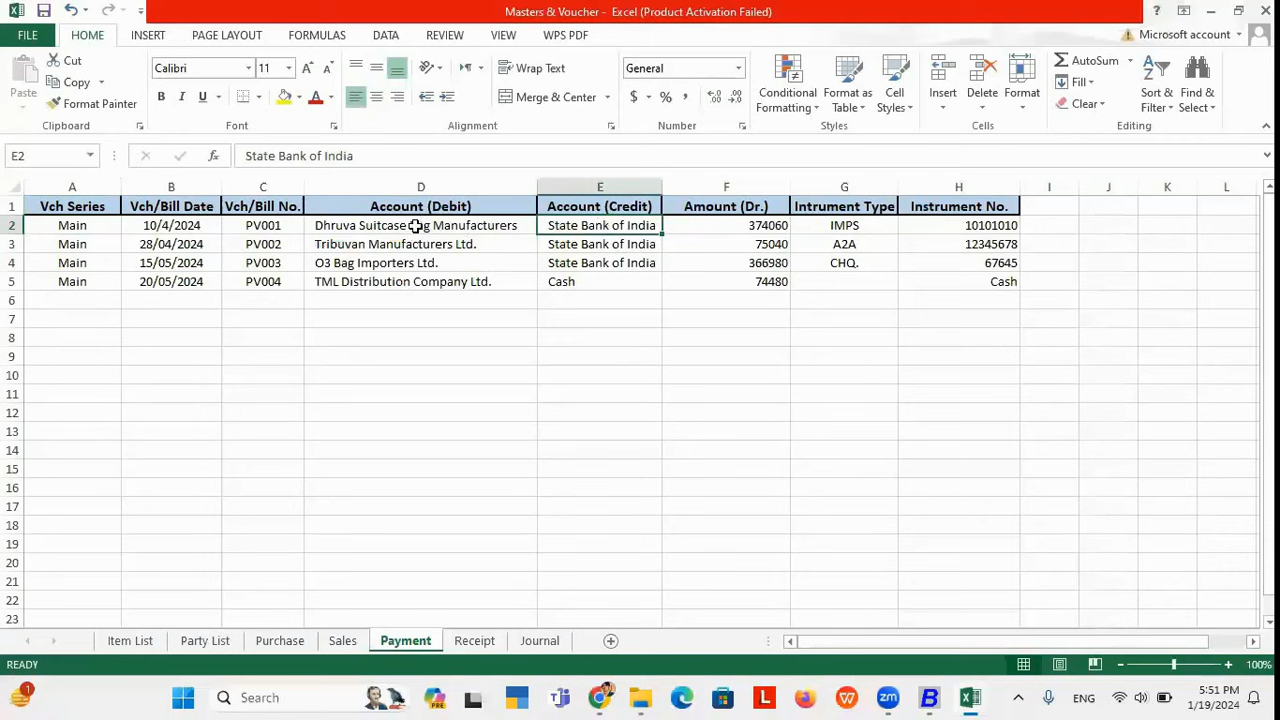 Masters & Voucher - Excel (Product Activation Failed)
FILE HOME INSERT PAGE LAYOUT FORMULAS DATA REVIEW VIEW WPS PDF Microsoft account
Paste Cut Copy Format Painter
Calibri 11
B I U A
Wrap Text
Merge & Center
General
$ % ,
Conditional Formatting Format as Table Cell Styles
Insert Delete Format
AutoSum Fill Clear
Sort & Filter Find & Select
Clipboard Font Alignment Number Styles Cells Editing
E2 fx State Bank of India
A B C D E F G H I J K L
1 Vch Series Vch/Bill Date Vch/Bill No. Account (Debit) Account (Credit) Amount (Dr.) Intrument Type Instrument No.
2 Main 10/4/2024 PV001 Dhruva Suitcase Manufacturers State Bank of India 374060 IMPS 10101010
3 Main 28/04/2024 PV002 Tribuvan Manufacturers Ltd. State Bank of India 75040 A2A 12345678
4 Main 15/05/2024 PV003 O3 Bag Importers Ltd. State Bank of India 366980 CHQ. 67645
5 Main 20/05/2024 PV004 TML Distribution Company Ltd. Cash 74480 Cash
6
7
8
9
10
11
12
13
14
15
16
17
18
19
20
21
22
23
Item List Party List Purchase Sales Payment Receipt Journal
READY 100%
1 Search PRE L W zm B ENG 5:51 PM
1/19/2024